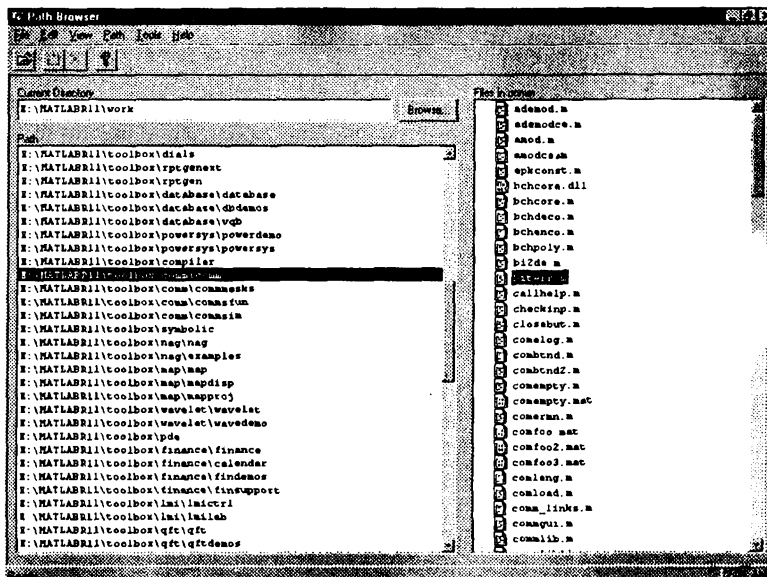 Path Browser
File Edit View Path Tools Help
Current Directory
E:\MATLABR11\work
Browse...
Path
E:\MATLABR11\toolbox\dials
E:\MATLABR11\toolbox\rptgenext
E:\MATLABR11\toolbox\rptgen
E:\MATLABR11\toolbox\database\database
E:\MATLABR11\toolbox\database\dbdemos
E:\MATLABR11\toolbox\database\vqb
E:\MATLABR11\toolbox\powersys\powerdemo
E:\MATLABR11\toolbox\powersys\powersys
E:\MATLABR11\toolbox\compiler
E:\MATLABR11\toolbox\comm\comm
E:\MATLABR11\toolbox\comm\commmasks
E:\MATLABR11\toolbox\comm\commsfun
E:\MATLABR11\toolbox\comm\commsim
E:\MATLABR11\toolbox\symbolic
E:\MATLABR11\toolbox\nag\nag
E:\MATLABR11\toolbox\nag\examples
E:\MATLABR11\toolbox\map\map
E:\MATLABR11\toolbox\map\mapdisp
E:\MATLABR11\toolbox\map\mapproj
E:\MATLABR11\toolbox\wavelet\wavelet
E:\MATLABR11\toolbox\wavelet\wavedemo
E:\MATLABR11\toolbox\pde
E:\MATLABR11\toolbox\finance\finance
E:\MATLABR11\toolbox\finance\calendar
E:\MATLABR11\toolbox\finance\findemos
E:\MATLABR11\toolbox\finance\finsupport
E:\MATLABR11\toolbox\lmi\lmictrl
E:\MATLABR11\toolbox\lmi\lmilab
E:\MATLABR11\toolbox\qft\qft
E:\MATLABR11\toolbox\qft\qftdemos
Files in comm
ademod.m
ademodce.m
amod.m
amodce.m
apkconst.m
bchcore.dll
bchcore.m
bchdeco.m
bchenco.m
bchpoly.m
bi2de.m
biterr.m
callhelp.m
checkinp.m
closebut.m
comelog.m
combtnd.m
combtnd2.m
comempty.m
comempty.mat
comermn.m
comfoo.mat
comfoo2.mat
comfoo3.mat
comleng.m
comload.m
comm_links.m
commgui.m
commlib.m